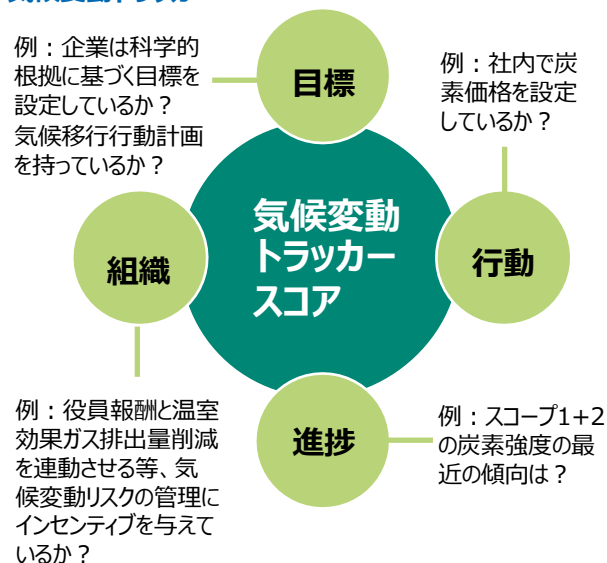 例：企業は科学的
根拠に基づく目標を
設定しているか？
気候移行行動計画
を持っているか？
目標
例：社内で炭
素価格を設定
しているか？
気候変動
トラッカー
スコア
組織
行動
例：役員報酬と温室
効果ガス排出量削減
を連動させる等、気
候変動リスクの管理に
インセンティブを与えて
いるか？
進捗
例：スコープ1+2
の炭素強度の最
近の傾向は？